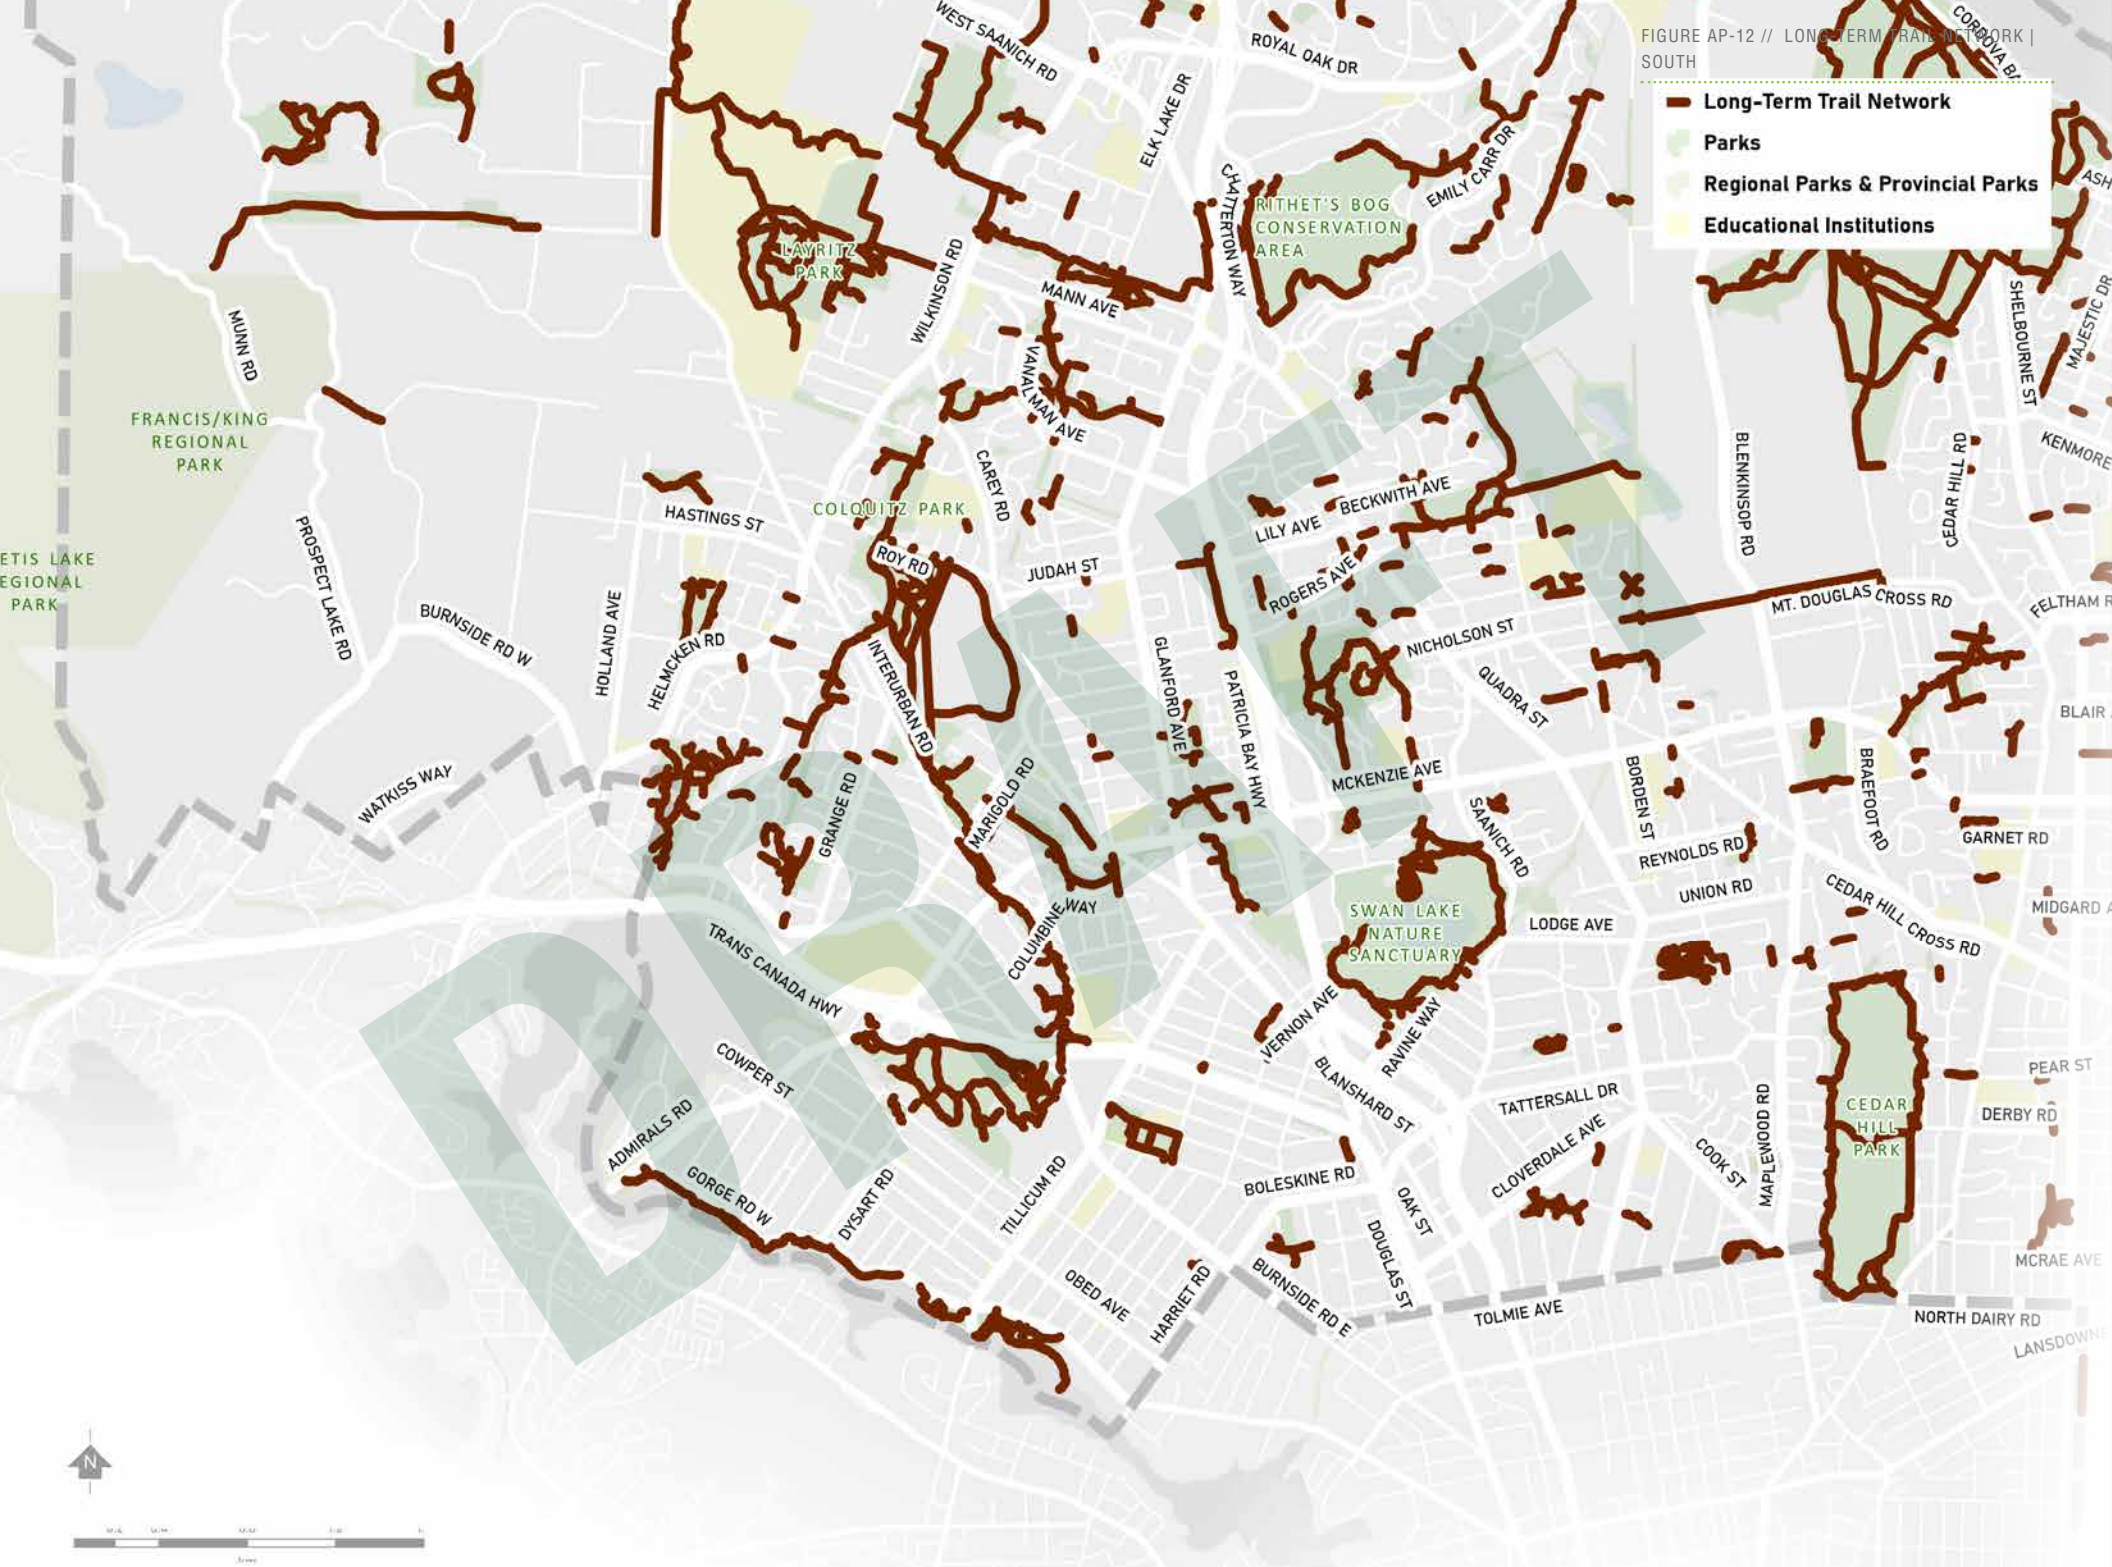 FIGURE AP-12 // LONG-TERM TRAIL NETWORK |
SOUTH
Long-Term Trail Network
Parks
Regional Parks & Provincial Parks
Educational Institutions
WEST SAANICH RD
ROYAL OAK DR
ELK LAKE DR
CHATTERTON WAY
EMILY CARR DR
RITHET'S BOG
CONSERVATION
AREA
LAYRITZ
PARK
WILKINSON RD
MANN AVE
MUNN RD
VANALMAN AVE
SHELBOURNE ST
MAJESTIC DR
FRANCIS/KING
REGIONAL
PARK
CAREY RD
KENMORE
BLENKINSOP RD
CEDAR HILL RD
COLQUITZ PARK
HASTINGS ST
BECKWITH AVE
LILY AVE
ROY RD
JUDAH ST
ROGERS AVE
MT. DOUGLAS CROSS RD
FELTHAM R
ETIS LAKE
EGIONAL
PARK
PROSPECT LAKE RD
BURNSIDE RD W
HOLLAND AVE
HELMCKEN RD
INTERURBAN RD
GLANFORD AVE
PATRICIA BAY HWY
NICHOLSON ST
QUADRA ST
BLAIR
WATKISS WAY
GRANGE RD
MARIGOLD RD
MCKENZIE AVE
SAANICH RD
BORDEN ST
BRAEFOOT RD
REYNOLDS RD
GARNET RD
UNION RD
CEDAR HILL CROSS RD
MIDGARD A
COLUMBINE WAY
SWAN LAKE
NATURE
SANCTUARY
LODGE AVE
TRANS CANADA HWY
VERNON AVE
RAVINE WAY
COWPER ST
BLANSHARD ST
TATTERSALL DR
PEAR ST
DERBY RD
CEDAR
HILL
PARK
ADMIRALS RD
GORGE RD W
DYSART RD
TILLICUM RD
BOLESKINE RD
CLOVERDALE AVE
COOK ST
MAPLEWOOD RD
OAK ST
DOUGLAS ST
MCRAE AVE
OBED AVE
HARRIET RD
BURNSIDE RD E
TOLMIE AVE
NORTH DAIRY RD
LANSDOWNE
CORDOVA BA
ASH
DRAFT
N